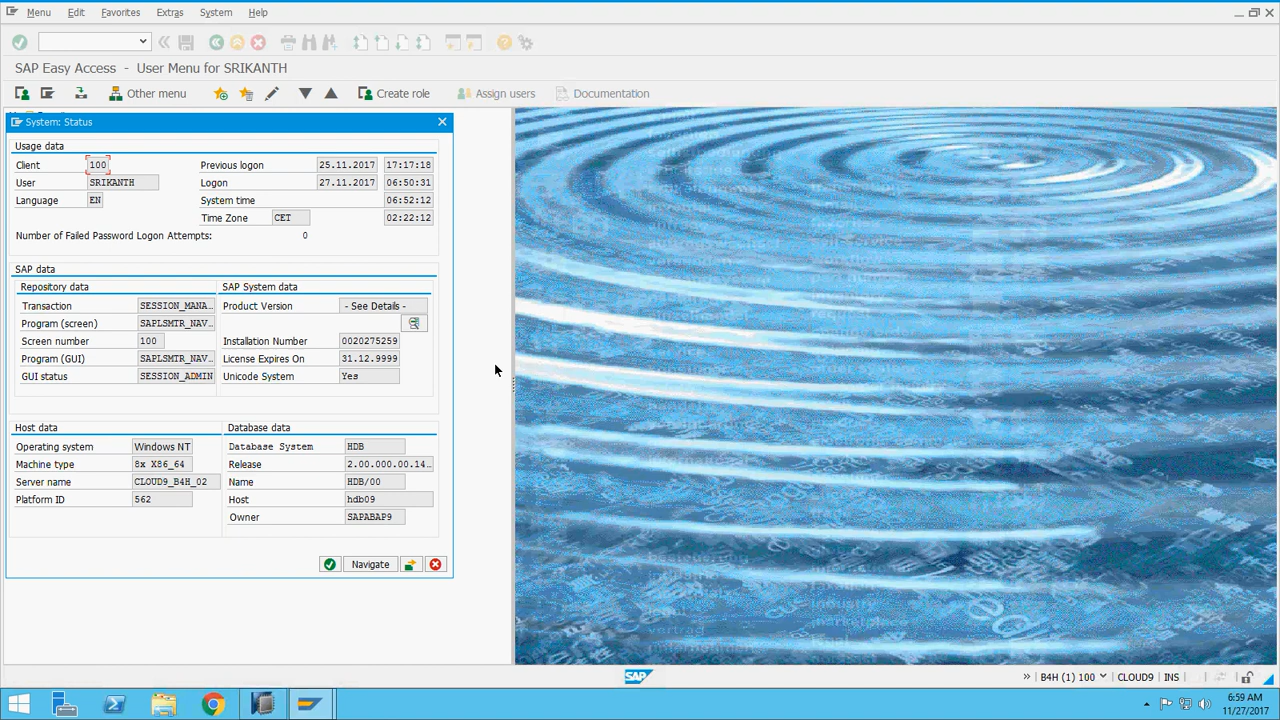 Menu Edit Favorites Extras System Help
SAP Easy Access - User Menu for SRIKANTH
Other menu Create role Assign users Documentation
System: Status
Usage data
Client 100 Previous logon 25.11.2017 17:17:18
User SRIKANTH Logon 27.11.2017 06:50:31
Language EN System time 06:52:12
Time Zone CET 02:22:12
Number of Failed Password Logon Attempts: 0
SAP data
Repository data SAP System data
Transaction SESSION_MANA.. Product Version - See Details -
Program (screen) SAPLSMTR_NAV..
Screen number 100 Installation Number 0020275259
Program (GUI) SAPLSMTR_NAV.. License Expires On 31.12.9999
GUI status SESSION_ADMIN Unicode System Yes
Host data Database data
Operating system Windows NT Database System HDB
Machine type 8x X86_64 Release 2.00.000.00.14..
Server name CLOUD9_B4H_02 Name HDB/00
Platform ID 562 Host hdb09
Owner SAPABAP9
Navigate
service
industry
marketplace
vertrag
SAP
» B4H (1) 100 CLOUD9 INS
6:59 AM
11/27/2017